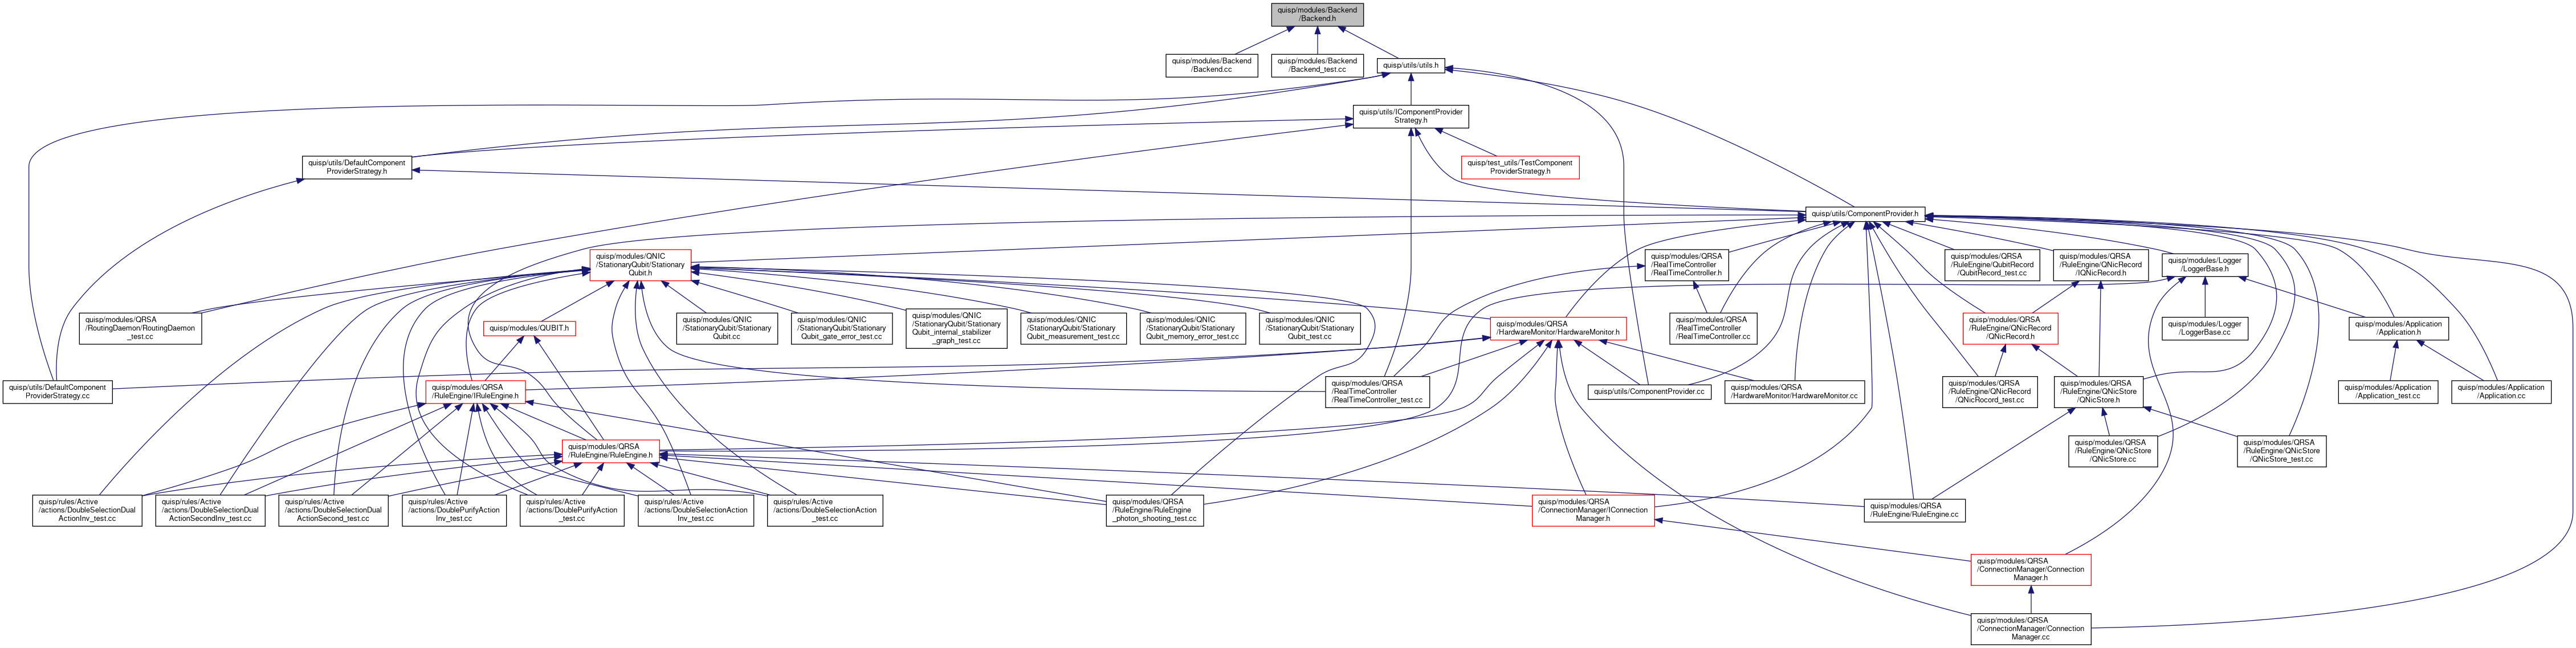 quisp/modules/Backend
/Backend.h
quisp/modules/Backend
/Backend.cc
quisp/modules/Backend
/Backend_test.cc
quisp/utils/utils.h
quisp/utils/IComponentProvider
Strategy.h
quisp/utils/DefaultComponent
ProviderStrategy.h
quisp/test_utils/TestComponent
ProviderStrategy.h
quisp/utils/ComponentProvider.h
quisp/modules/QNIC
/StationaryQubit/Stationary
Qubit.h
quisp/modules/QRSA
/RealTimeController
/RealTimeController.h
quisp/modules/QRSA
/RuleEngine/QubitRecord
/QubitRecord_test.cc
quisp/modules/QRSA
/RuleEngine/QNicRecord
/IQNicRecord.h
quisp/modules/Logger
/LoggerBase.h
quisp/modules/QRSA
/RoutingDaemon/RoutingDaemon
_test.cc
quisp/modules/QUBIT.h
quisp/modules/QNIC
/StationaryQubit/Stationary
Qubit.cc
quisp/modules/QNIC
/StationaryQubit/Stationary
Qubit_gate_error_test.cc
quisp/modules/QNIC
/StationaryQubit/Stationary
Qubit_internal_stabilizer
_graph_test.cc
quisp/modules/QNIC
/StationaryQubit/Stationary
Qubit_measurement_test.cc
quisp/modules/QNIC
/StationaryQubit/Stationary
Qubit_memory_error_test.cc
quisp/modules/QNIC
/StationaryQubit/Stationary
Qubit_test.cc
quisp/modules/QRSA
/HardwareMonitor/HardwareMonitor.h
quisp/modules/QRSA
/RealTimeController
/RealTimeController.cc
quisp/modules/QRSA
/RuleEngine/QNicRecord
/QNicRecord.h
quisp/modules/Logger
/LoggerBase.cc
quisp/modules/Application
/Application.h
quisp/utils/DefaultComponent
ProviderStrategy.cc
quisp/modules/QRSA
/RuleEngine/IRuleEngine.h
quisp/modules/QRSA
/RealTimeController
/RealTimeController_test.cc
quisp/utils/ComponentProvider.cc
quisp/modules/QRSA
/HardwareMonitor/HardwareMonitor.cc
quisp/modules/QRSA
/RuleEngine/QNicRecord
/QNicRocord_test.cc
quisp/modules/QRSA
/RuleEngine/QNicStore
/QNicStore.h
quisp/modules/Application
/Application_test.cc
quisp/modules/Application
/Application.cc
quisp/modules/QRSA
/RuleEngine/RuleEngine.h
quisp/modules/QRSA
/RuleEngine/QNicStore
/QNicStore.cc
quisp/modules/QRSA
/RuleEngine/QNicStore
/QNicStore_test.cc
quisp/rules/Active
/actions/DoubleSelectionDual
ActionInv_test.cc
quisp/rules/Active
/actions/DoubleSelectionDual
ActionSecondInv_test.cc
quisp/rules/Active
/actions/DoubleSelectionDual
ActionSecond_test.cc
quisp/rules/Active
/actions/DoublePurifyAction
Inv_test.cc
quisp/rules/Active
/actions/DoublePurifyAction
_test.cc
quisp/rules/Active
/actions/DoubleSelectionAction
Inv_test.cc
quisp/rules/Active
/actions/DoubleSelectionAction
_test.cc
quisp/modules/QRSA
/RuleEngine/RuleEngine
_photon_shooting_test.cc
quisp/modules/QRSA
/ConnectionManager/IConnection
Manager.h
quisp/modules/QRSA
/RuleEngine/RuleEngine.cc
quisp/modules/QRSA
/ConnectionManager/Connection
Manager.h
quisp/modules/QRSA
/ConnectionManager/Connection
Manager.cc